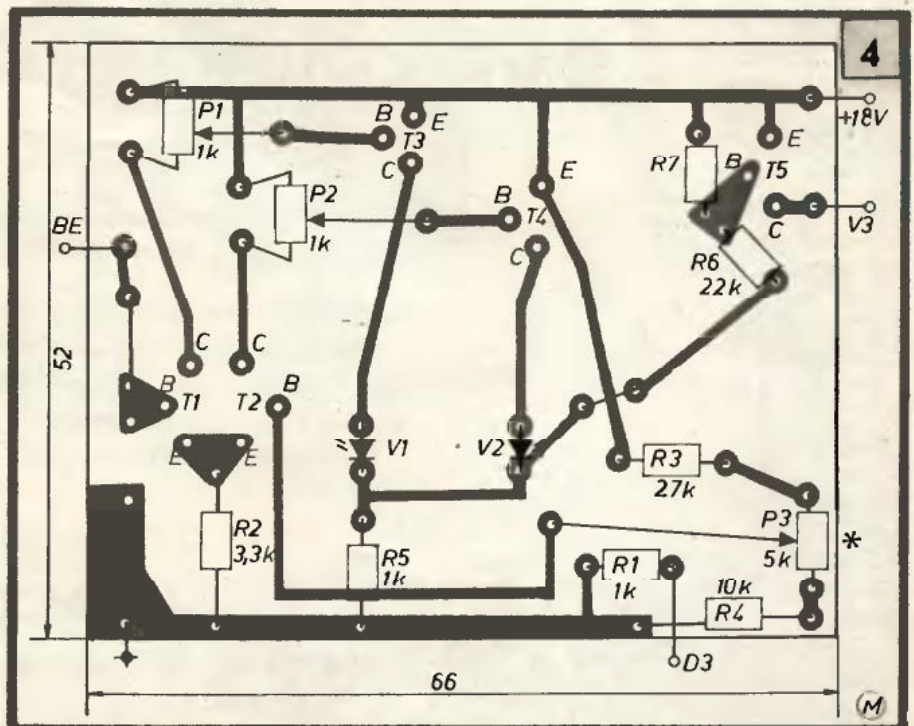 4
P1
1k
B
E
T3
C
+18V
E
B
T5
R7
P2
1k
B
E
T4
C
C
V3
BE
R6
22k
52
C
C
B
T1
T2
B
V1
V2
E
E
R3
27k
R2
3,3k
P3
5k
*
R5
1k
R1
1k
10k
R4
D3
66
M